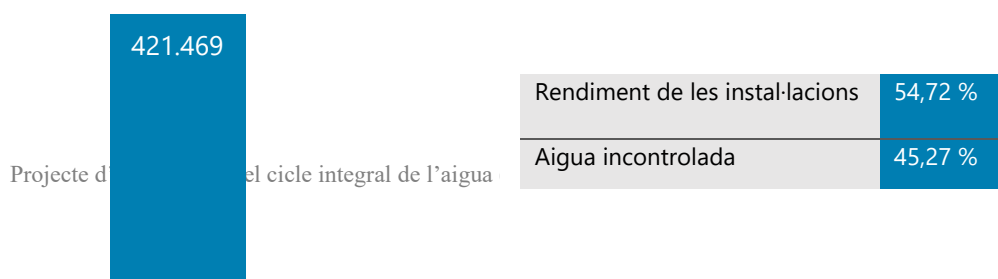 421.469
Rendiment de les instal·lacions 54,72 %
Aigua incontrolada 45,27 %
Projecte d’ el cicle integral de l’aigua